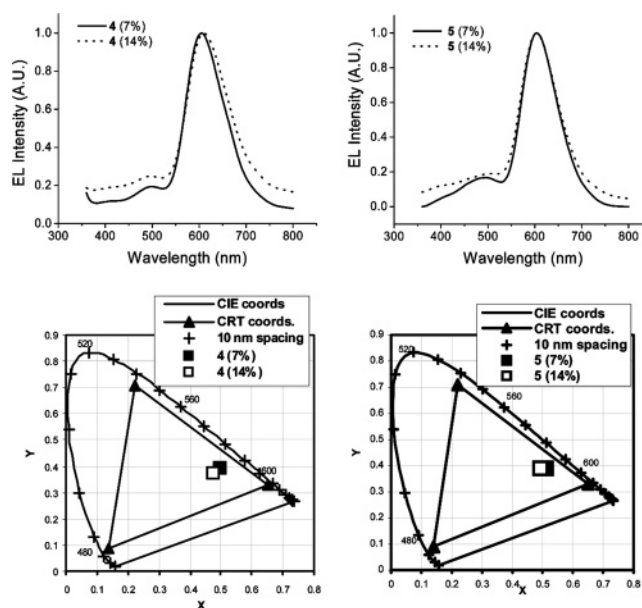 4 (7%)
4 (14%)
1.0
0.8
0.6
0.4
0.2
0.0
EL Intensity (A.U.)
300 400 500 600 700 800
Wavelength (nm)
5 (7%)
5 (14%)
1.0
0.8
0.6
0.4
0.2
0.0
EL Intensity (A.U.)
300 400 500 600 700 800
Wavelength (nm)
CIE coords
CRT coords.
10 nm spacing
4 (7%)
4 (14%)
0.9
0.8
0.7
0.6
0.5
0.4
0.3
0.2
0.1
0
Y
520
560
600
480
0 0.1 0.2 0.3 0.4 0.5 0.6 0.7 0.8
X
CIE coords
CRT coords.
10 nm spacing
5 (7%)
5 (14%)
0.9
0.8
0.7
0.6
0.5
0.4
0.3
0.2
0.1
0
Y
520
560
600
480
0 0.1 0.2 0.3 0.4 0.5 0.6 0.7 0.8
X